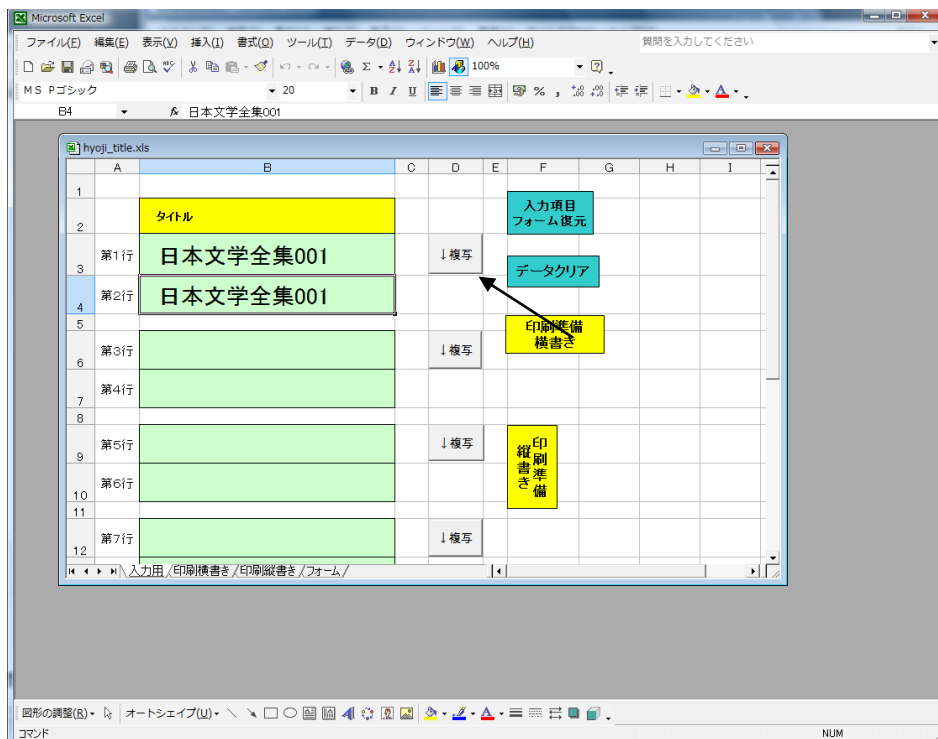 Microsoft Excel
ファイル(F) 編集(E) 表示(V) 挿入(I) 書式(O) ツール(T) データ(D) ウィンドウ(W) ヘルプ(H) 質問を入力してください
100%
MS Pゴシック 20 B I U % ,
B4 fx 日本文学全集001
hyoji_title.xls
A B C D E F G H I
1
2 タイトル 入力項目
フォーム復元
3 第1行 日本文学全集001 ↓複写
データクリア
4 第2行 日本文学全集001
5 印刷準備
横書き
6 第3行 ↓複写
7 第4行
8
9 第5行 ↓複写
印刷準備
縦書き
10 第6行
11
12 第7行 ↓複写
入力用 印刷横書き 印刷縦書き フォーム
図形の調整(R) オートシェイプ(U)
コマンド NUM